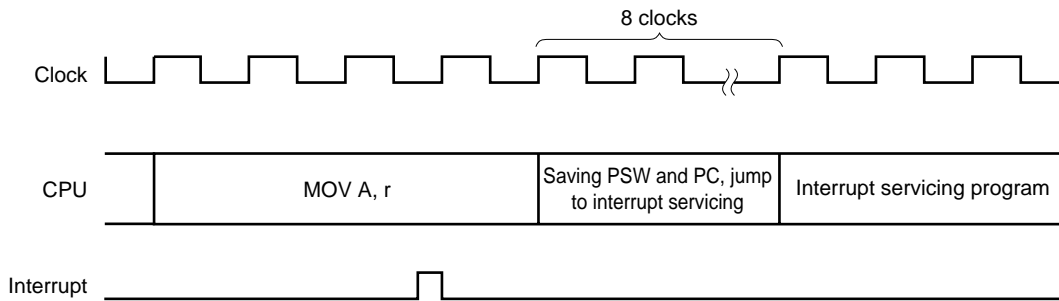 8 clocks
Clock
CPU
MOV A, r
Saving PSW and PC, jump
to interrupt servicing
Interrupt servicing program
Interrupt